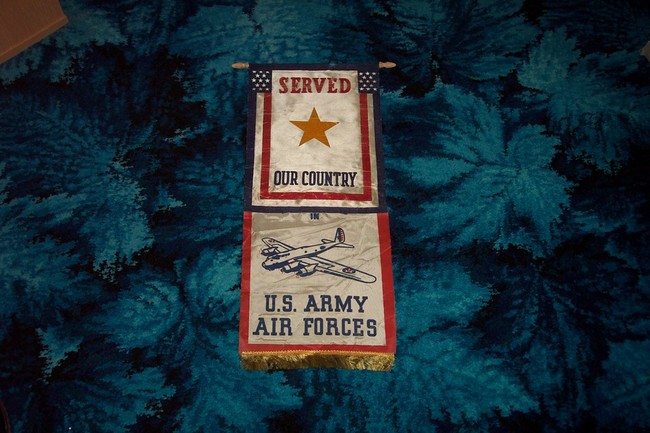 SERVED
OUR COUNTRY
IN
U.S. ARMY
AIR FORCES